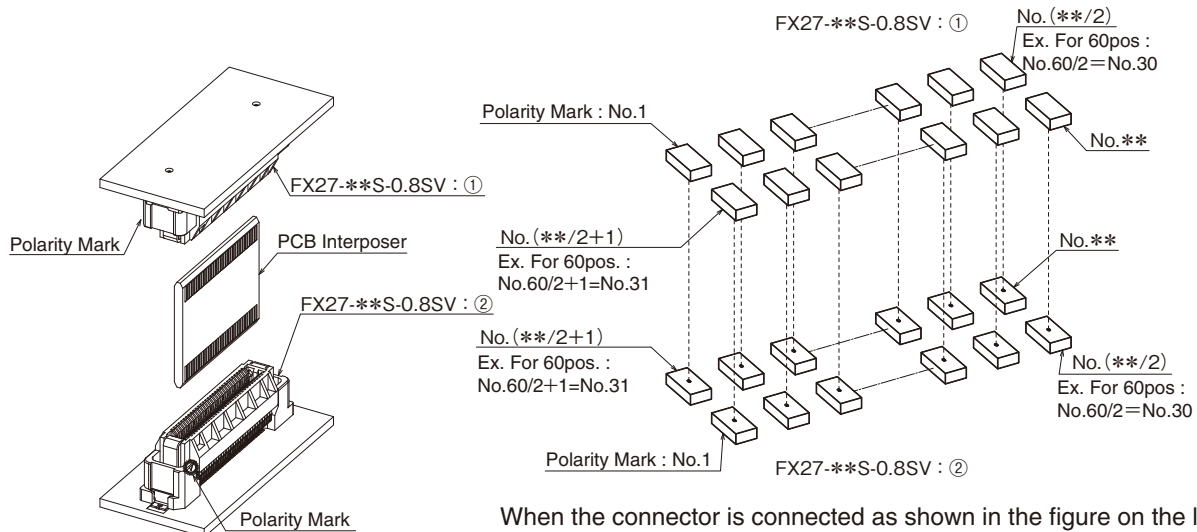 FX27-**S-0.8SV : ①
Polarity Mark
PCB Interposer
FX27-**S-0.8SV : ②
Polarity Mark
FX27-**S-0.8SV : ①
No.(**/2)
Ex. For 60pos :
No.60/2=No.30
Polarity Mark : No.1
No.**
No.(**/2+1)
Ex. For 60pos. :
No.60/2+1=No.31
No.**
No.(**/2+1)
Ex. For 60pos. :
No.60/2+1=No.31
No.(**/2)
Ex. For 60pos :
No.60/2=No.30
Polarity Mark : No.1
FX27-**S-0.8SV : ②
When the connector is connected as shown in the figure on the